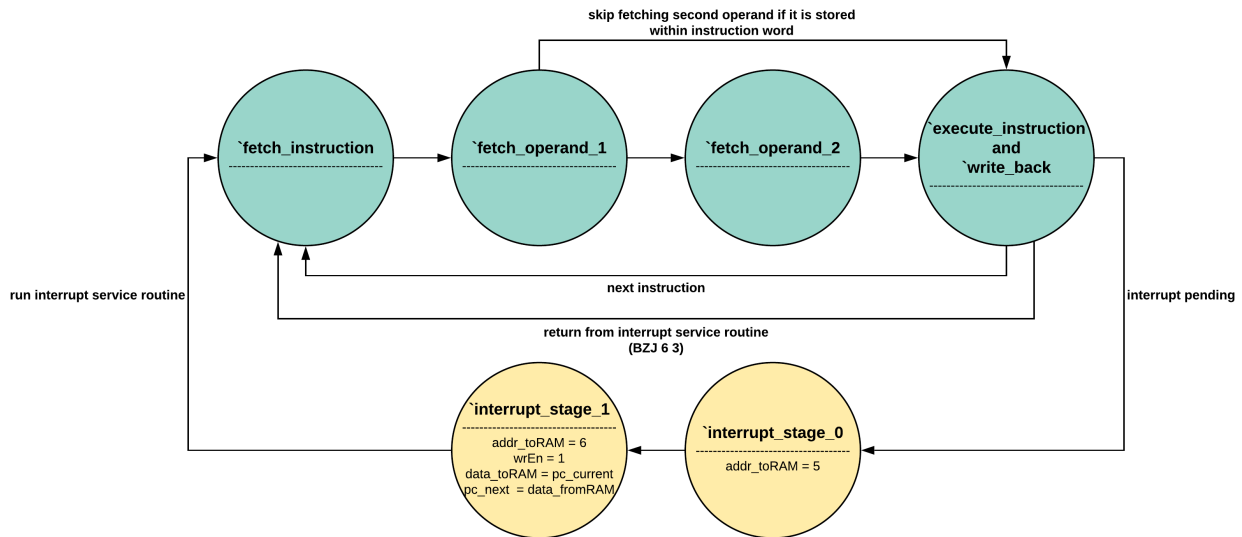 skip fetching second operand if it is stored
within instruction word
`fetch_instruction
----------------------------------
`fetch_operand_1
----------------------------------
`fetch_operand_2
----------------------------------
`execute_instruction
and
`write_back
----------------------------------
run interrupt service routine
next instruction
interrupt pending
return from interrupt service routine
(BZJ 6 3)
`interrupt_stage_1
----------------------------------
addr_toRAM = 6
wrEn = 1
data_toRAM = pc_current
pc_next  = data_fromRAM
`interrupt_stage_0
----------------------------------
addr_toRAM = 5